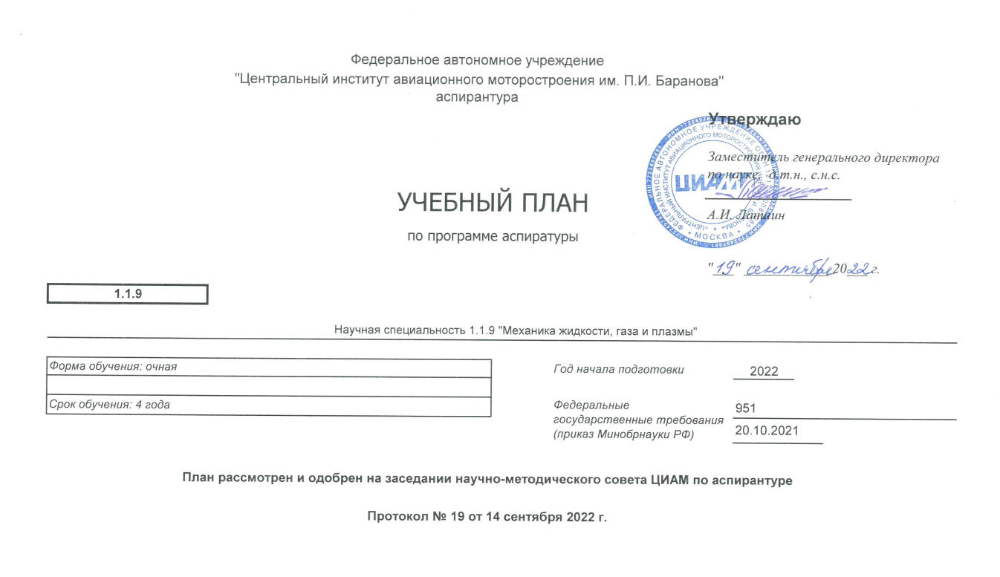 Федеральное автономное учреждение
"Центральный институт авиационного моторостроения им. П.И. Баранова"
аспирантура
Утверждаю
Заместитель генерального директора
по науке, д.т.н., с.н.с.
ЦИАМ
МОСКВА
А.И. Лапшин
УЧЕБНЫЙ ПЛАН
по программе аспиратуры
"19" сентября 2022 г.
1.1.9
Научная специальность 1.1.9 "Механика жидкости, газа и плазмы"
Форма обучения: очная
Срок обучения: 4 года
Год начала подготовки 2022
Федеральные
государственные требования
(приказ Минобрнауки РФ)
951
20.10.2021
План рассмотрен и одобрен на заседании научно-методического совета ЦИАМ по аспирантуре
Протокол № 19 от 14 сентября 2022 г.